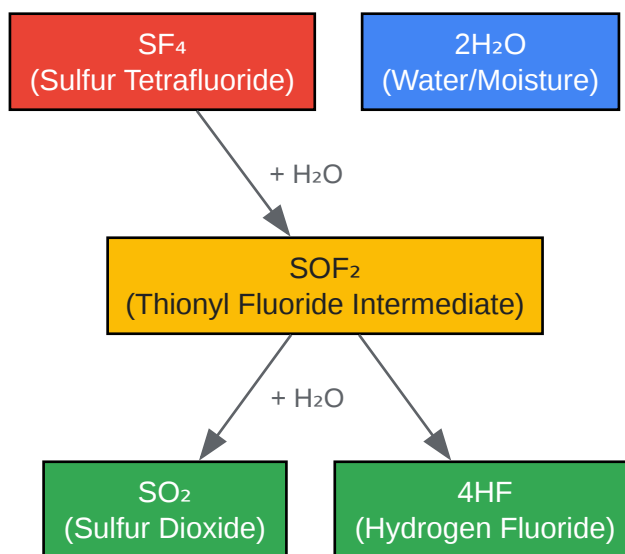 SF₄
(Sulfur Tetrafluoride)
2H₂O
(Water/Moisture)
+ H₂O
SOF₂
(Thionyl Fluoride Intermediate)
+ H₂O
SO₂
(Sulfur Dioxide)
4HF
(Hydrogen Fluoride)